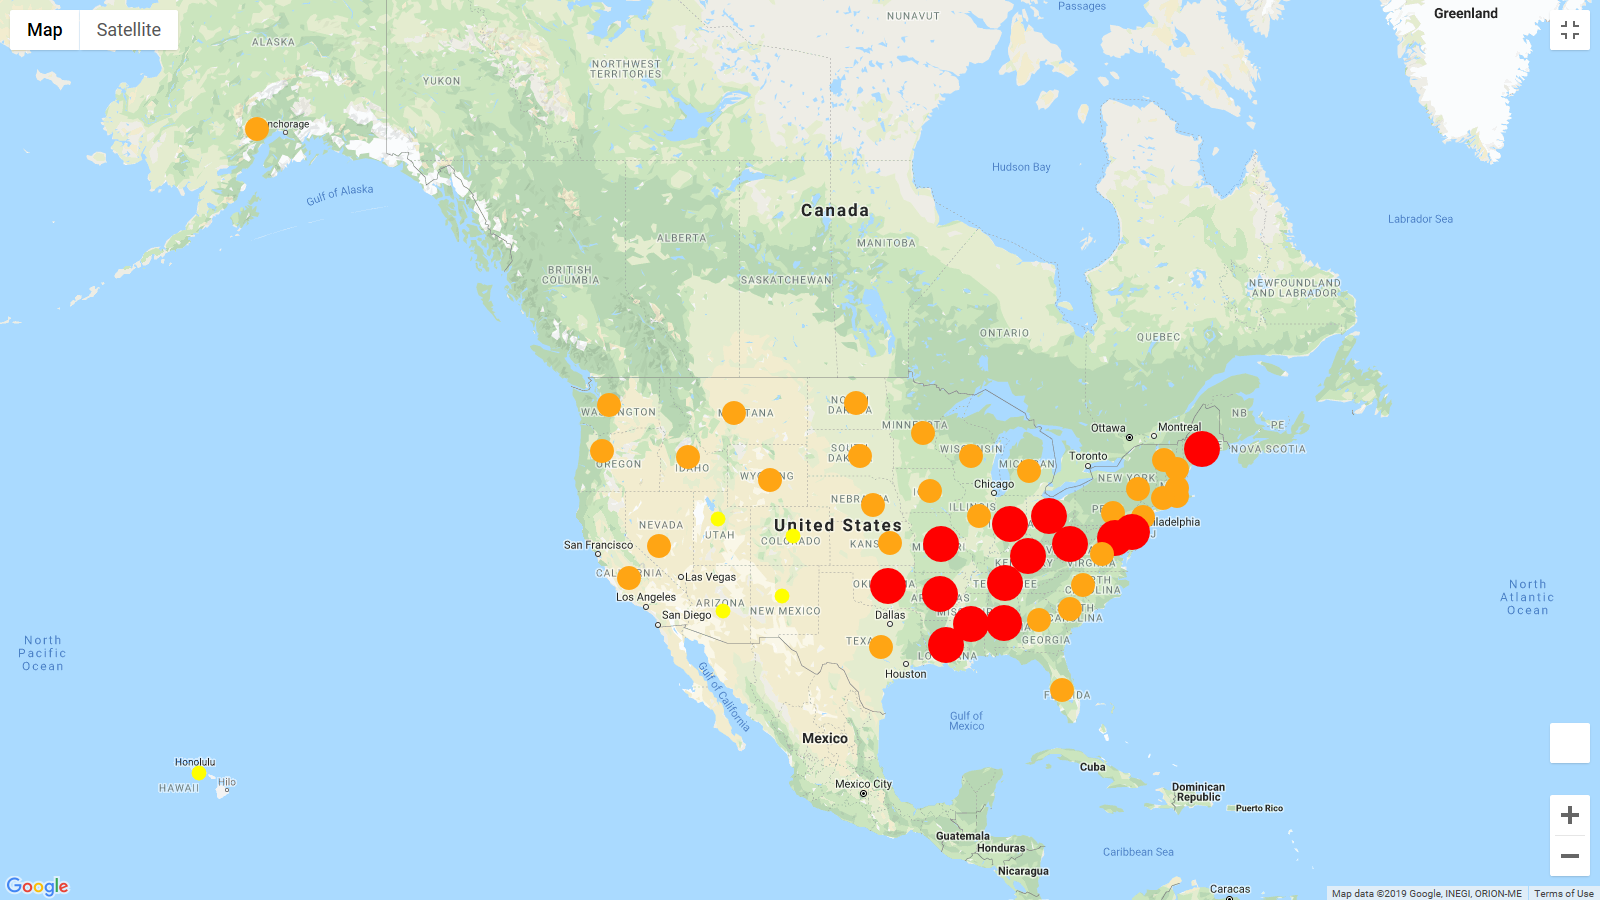 Map
Satellite
Greenland
NUNAVUT
Passages
ALASKA
YUKON
NORTHWEST
TERRITORIES
nchorage
Hudson Bay
Gulf of Alaska
Canada
Labrador Sea
ALBERTA
MANITOBA
BRITISH
COLUMBIA
SASKATCHEWAN
NEWFOUNDLAND
AND LABRADOR
ONTARIO
QUEBEC
NB
PE
NOVA SCOTIA
Ottawa
Montreal
Toronto
NEW YORK
Chicago
United States
NEVADA
UTAH
COLORADO
San Francisco
Las Vegas
Los Angeles
San Diego
ARIZONA
NEW MEXICO
Dallas
Houston
GEORGIA
iladelphia
North
Atlantic
Ocean
North
Pacific
Ocean
Gulf of California
Gulf of
Mexico
Mexico
Mexico City
Cuba
Dominican
Republic
Puerto Rico
Honolulu
HAWAII
Hilo
Guatemala
Honduras
Nicaragua
Caribbean Sea
Caracas
Google
Map data ©2019 Google, INEGI, ORION-ME
Terms of Use